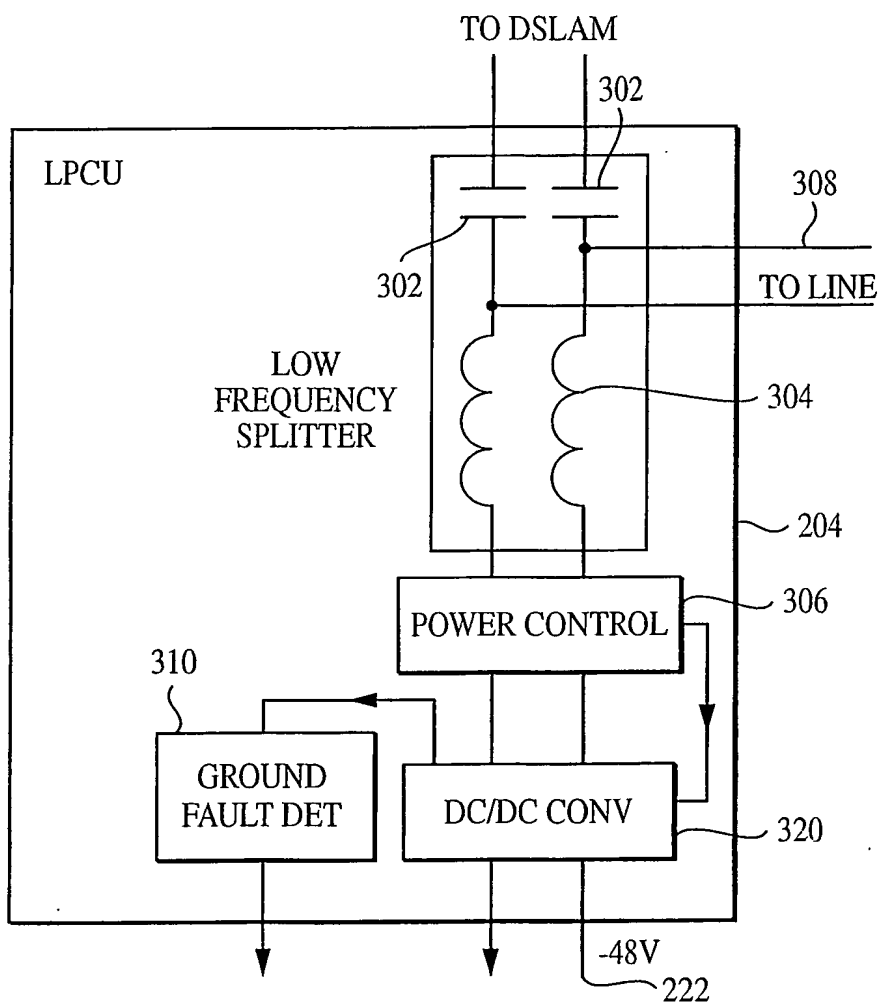 TO DSLAM
302
LPCU
308
302
TO LINE
LOW
FREQUENCY
SPLITTER
304
204
306
POWER CONTROL
310
GROUND
FAULT DET
DC/DC CONV
320
-48V
222